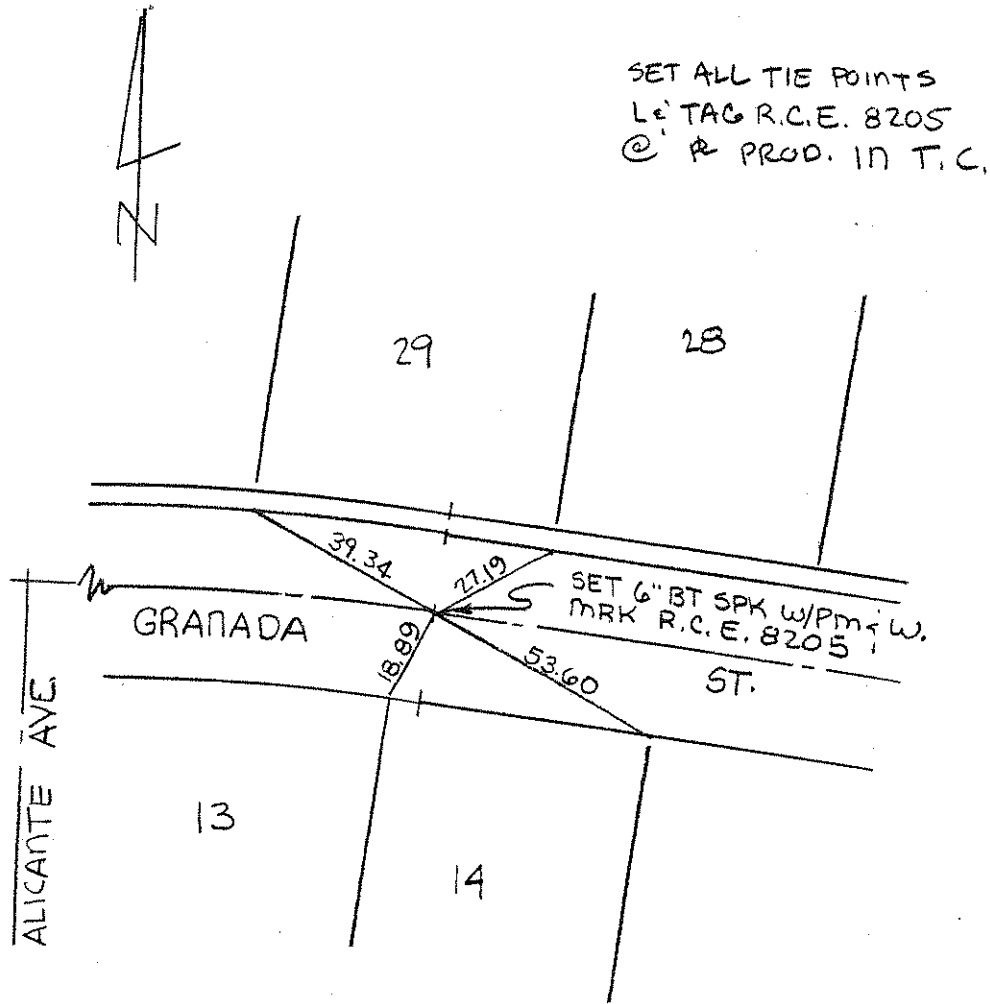 SET ALL TIE POINTS
L & TAG R.C.E. 8205
@ PL PROD. IN T.C.
N
29
28
39.34
27.19
SET 6" BT SPK W/PM & W.
MRK R.C.E. 8205
GRANADA
ST.
18.89
53.60
ALICANTE AVE.
13
14